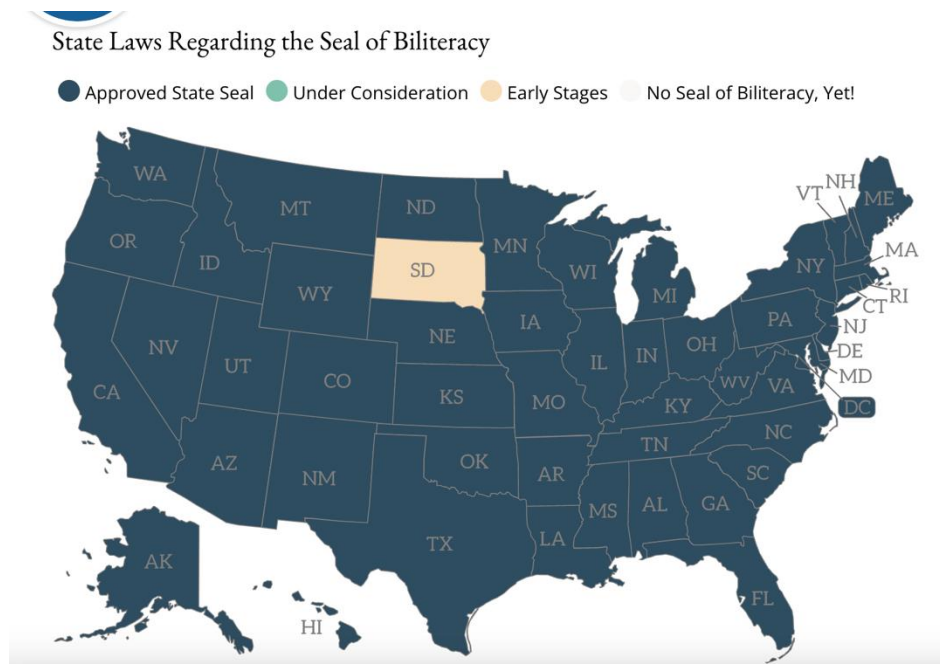 State Laws Regarding the Seal of Biliteracy
Approved State Seal Under Consideration Early Stages No Seal of Biliteracy, Yet!
WA
MT
ND
MN
VT
NH
ME
OR
ID
SD
WI
MI
NY
MA
WY
RI
CT
NE
IA
PA
NJ
NV
UT
CO
IL
IN
OH
DE
MD
CA
KS
MO
KY
WV
VA
DC
AZ
NM
OK
AR
TN
NC
SC
MS
AL
GA
TX
LA
AK
FL
HI